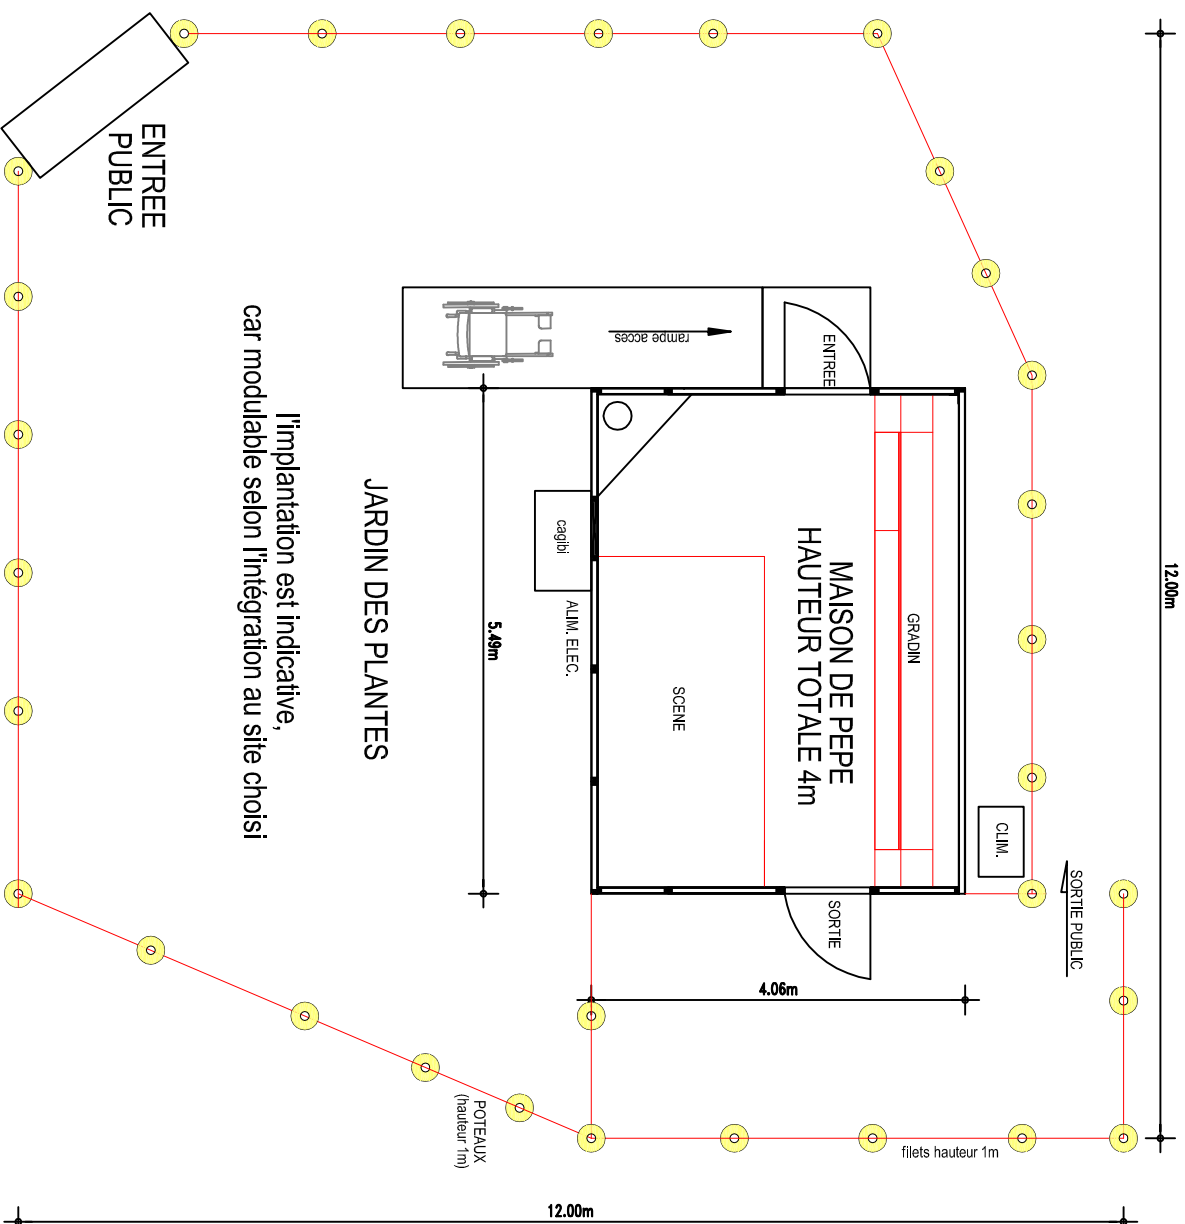 ENTREE
PUBLIC
12.00m
rampe acces
ENTREE
l'implantation est indicative,
car modulable selon l'intégration au site choisi
JARDIN DES PLANTES
5.49m
cagibi
ALIM. ELEC.
SCENE
MAISON DE PEPE
HAUTEUR TOTALE 4m
GRADIN
CLIM.
SORTIE PUBLIC
SORTIE
4.06m
POTEAUX
(hauteur 1m)
filets hauteur 1m
12.00m